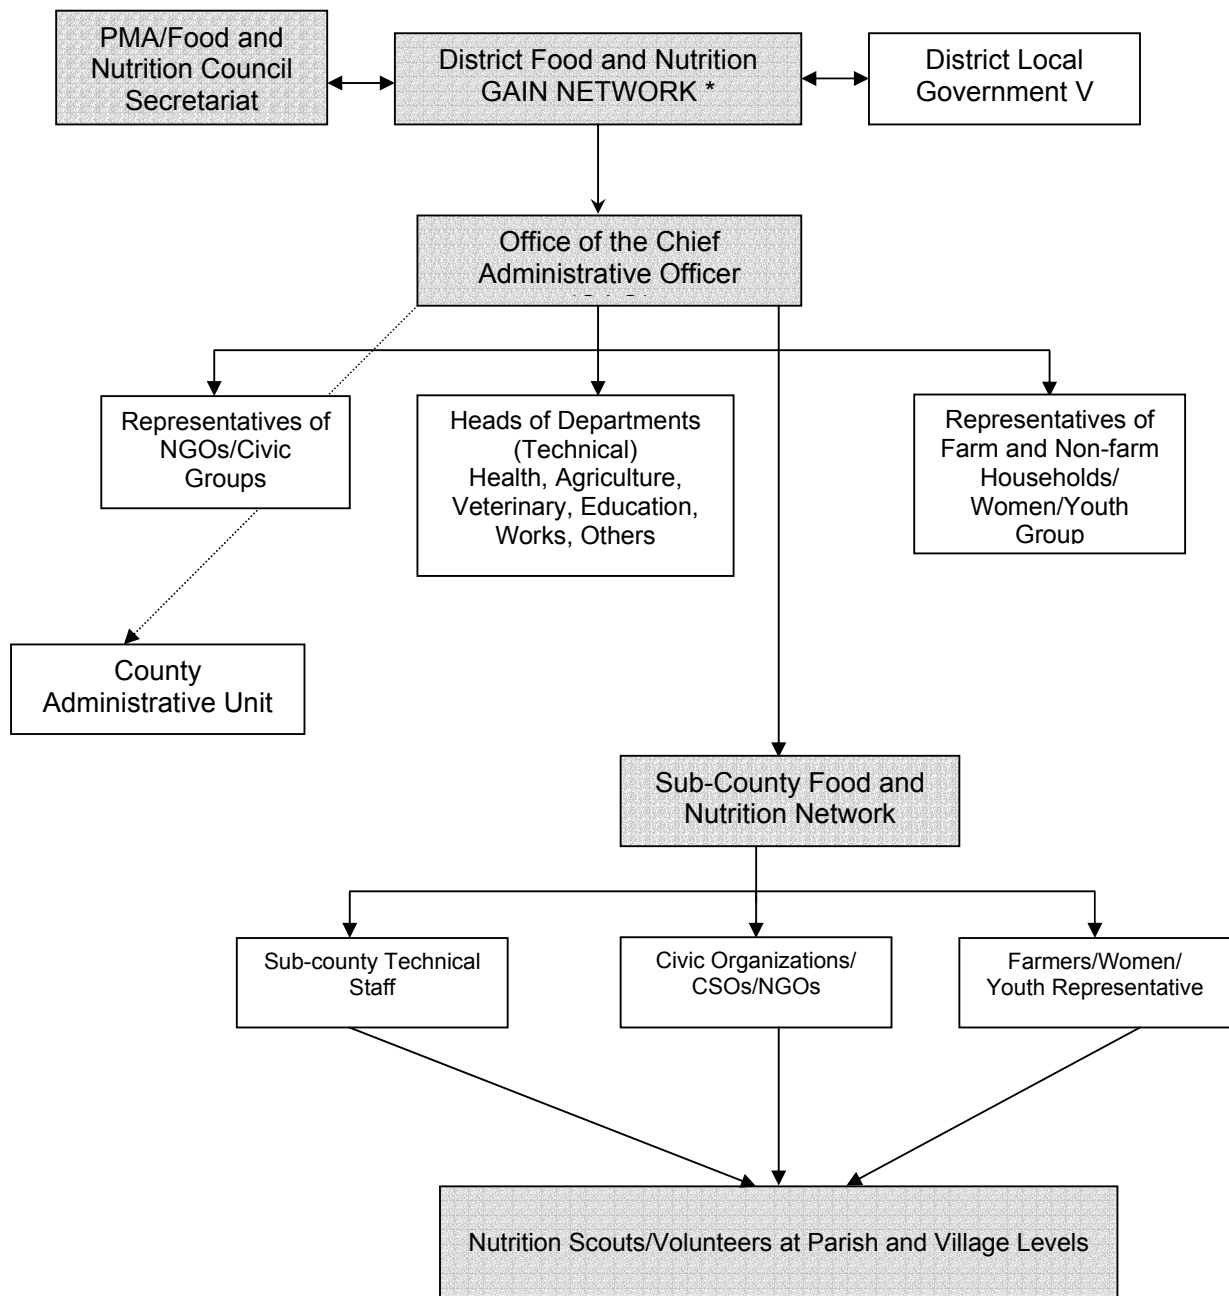 PMA/Food and
Nutrition Council
Secretariat
District Food and Nutrition
GAIN NETWORK *
District Local
Government V
Office of the Chief
Administrative Officer
Representatives of
NGOs/Civic
Groups
Heads of Departments
(Technical)
Health, Agriculture,
Veterinary, Education,
Works, Others
Representatives of
Farm and Non-farm
Households/
Women/Youth
Group
County
Administrative Unit
Sub-County Food and
Nutrition Network
Sub-county Technical
Staff
Civic Organizations/
CSOs/NGOs
Farmers/Women/
Youth Representative
Nutrition Scouts/Volunteers at Parish and Village Levels